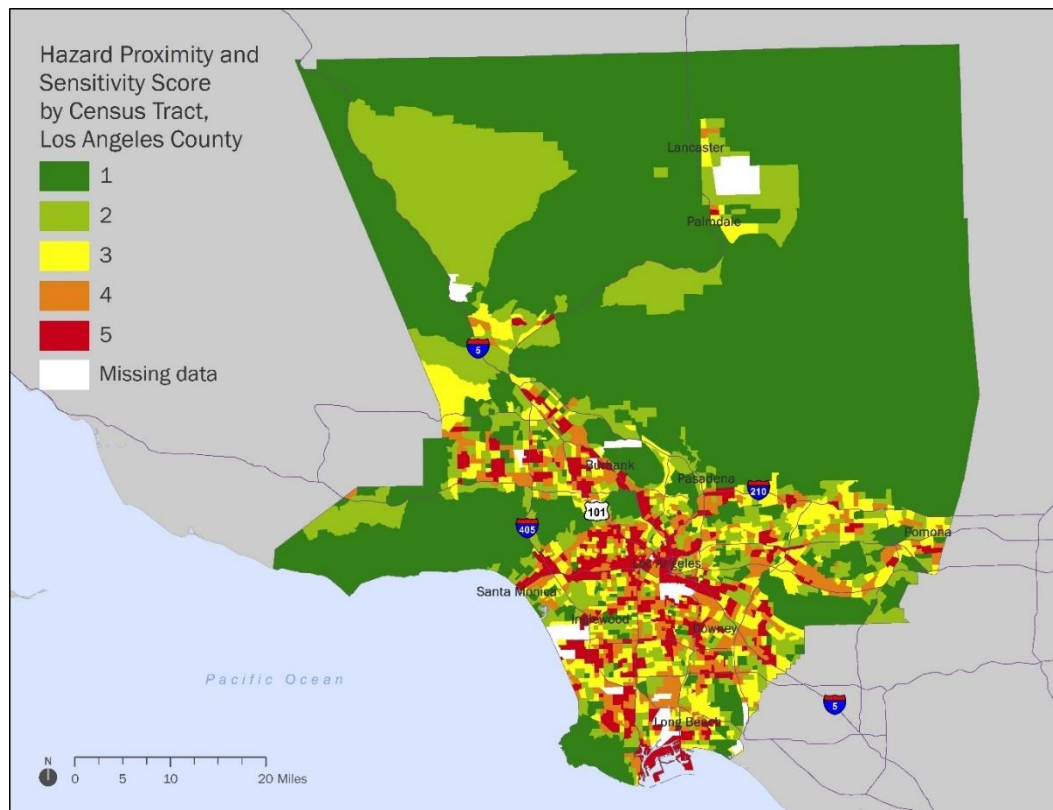 Hazard Proximity and
Sensitivity Score
by Census Tract,
Los Angeles County
1
2
3
4
5
Missing data
Lancaster
Palmdale
5
Burbank
Pasadena
210
101
405
Pomona
Los Angeles
Santa Monica
Inglewood
Downey
Pacific Ocean
5
Long Beach
N
0 5 10 20 Miles